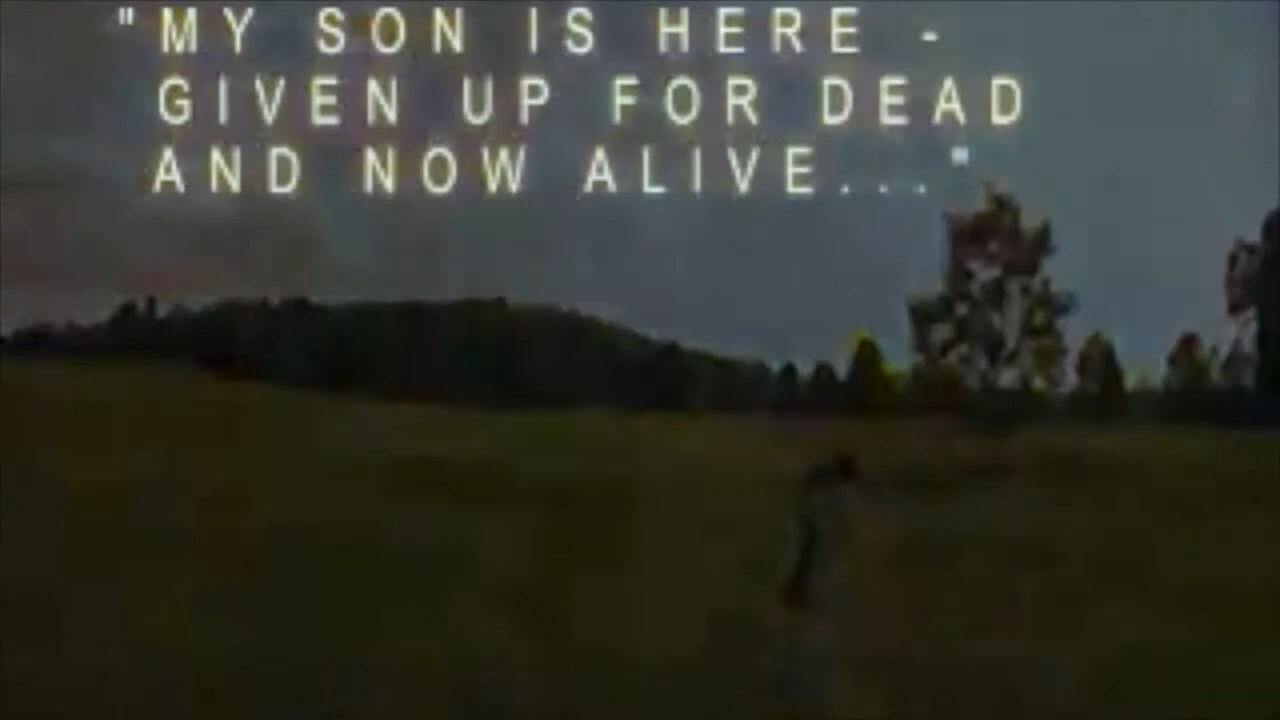 "MY SON IS HERE -
GIVEN UP FOR DEAD
AND NOW ALIVE..."